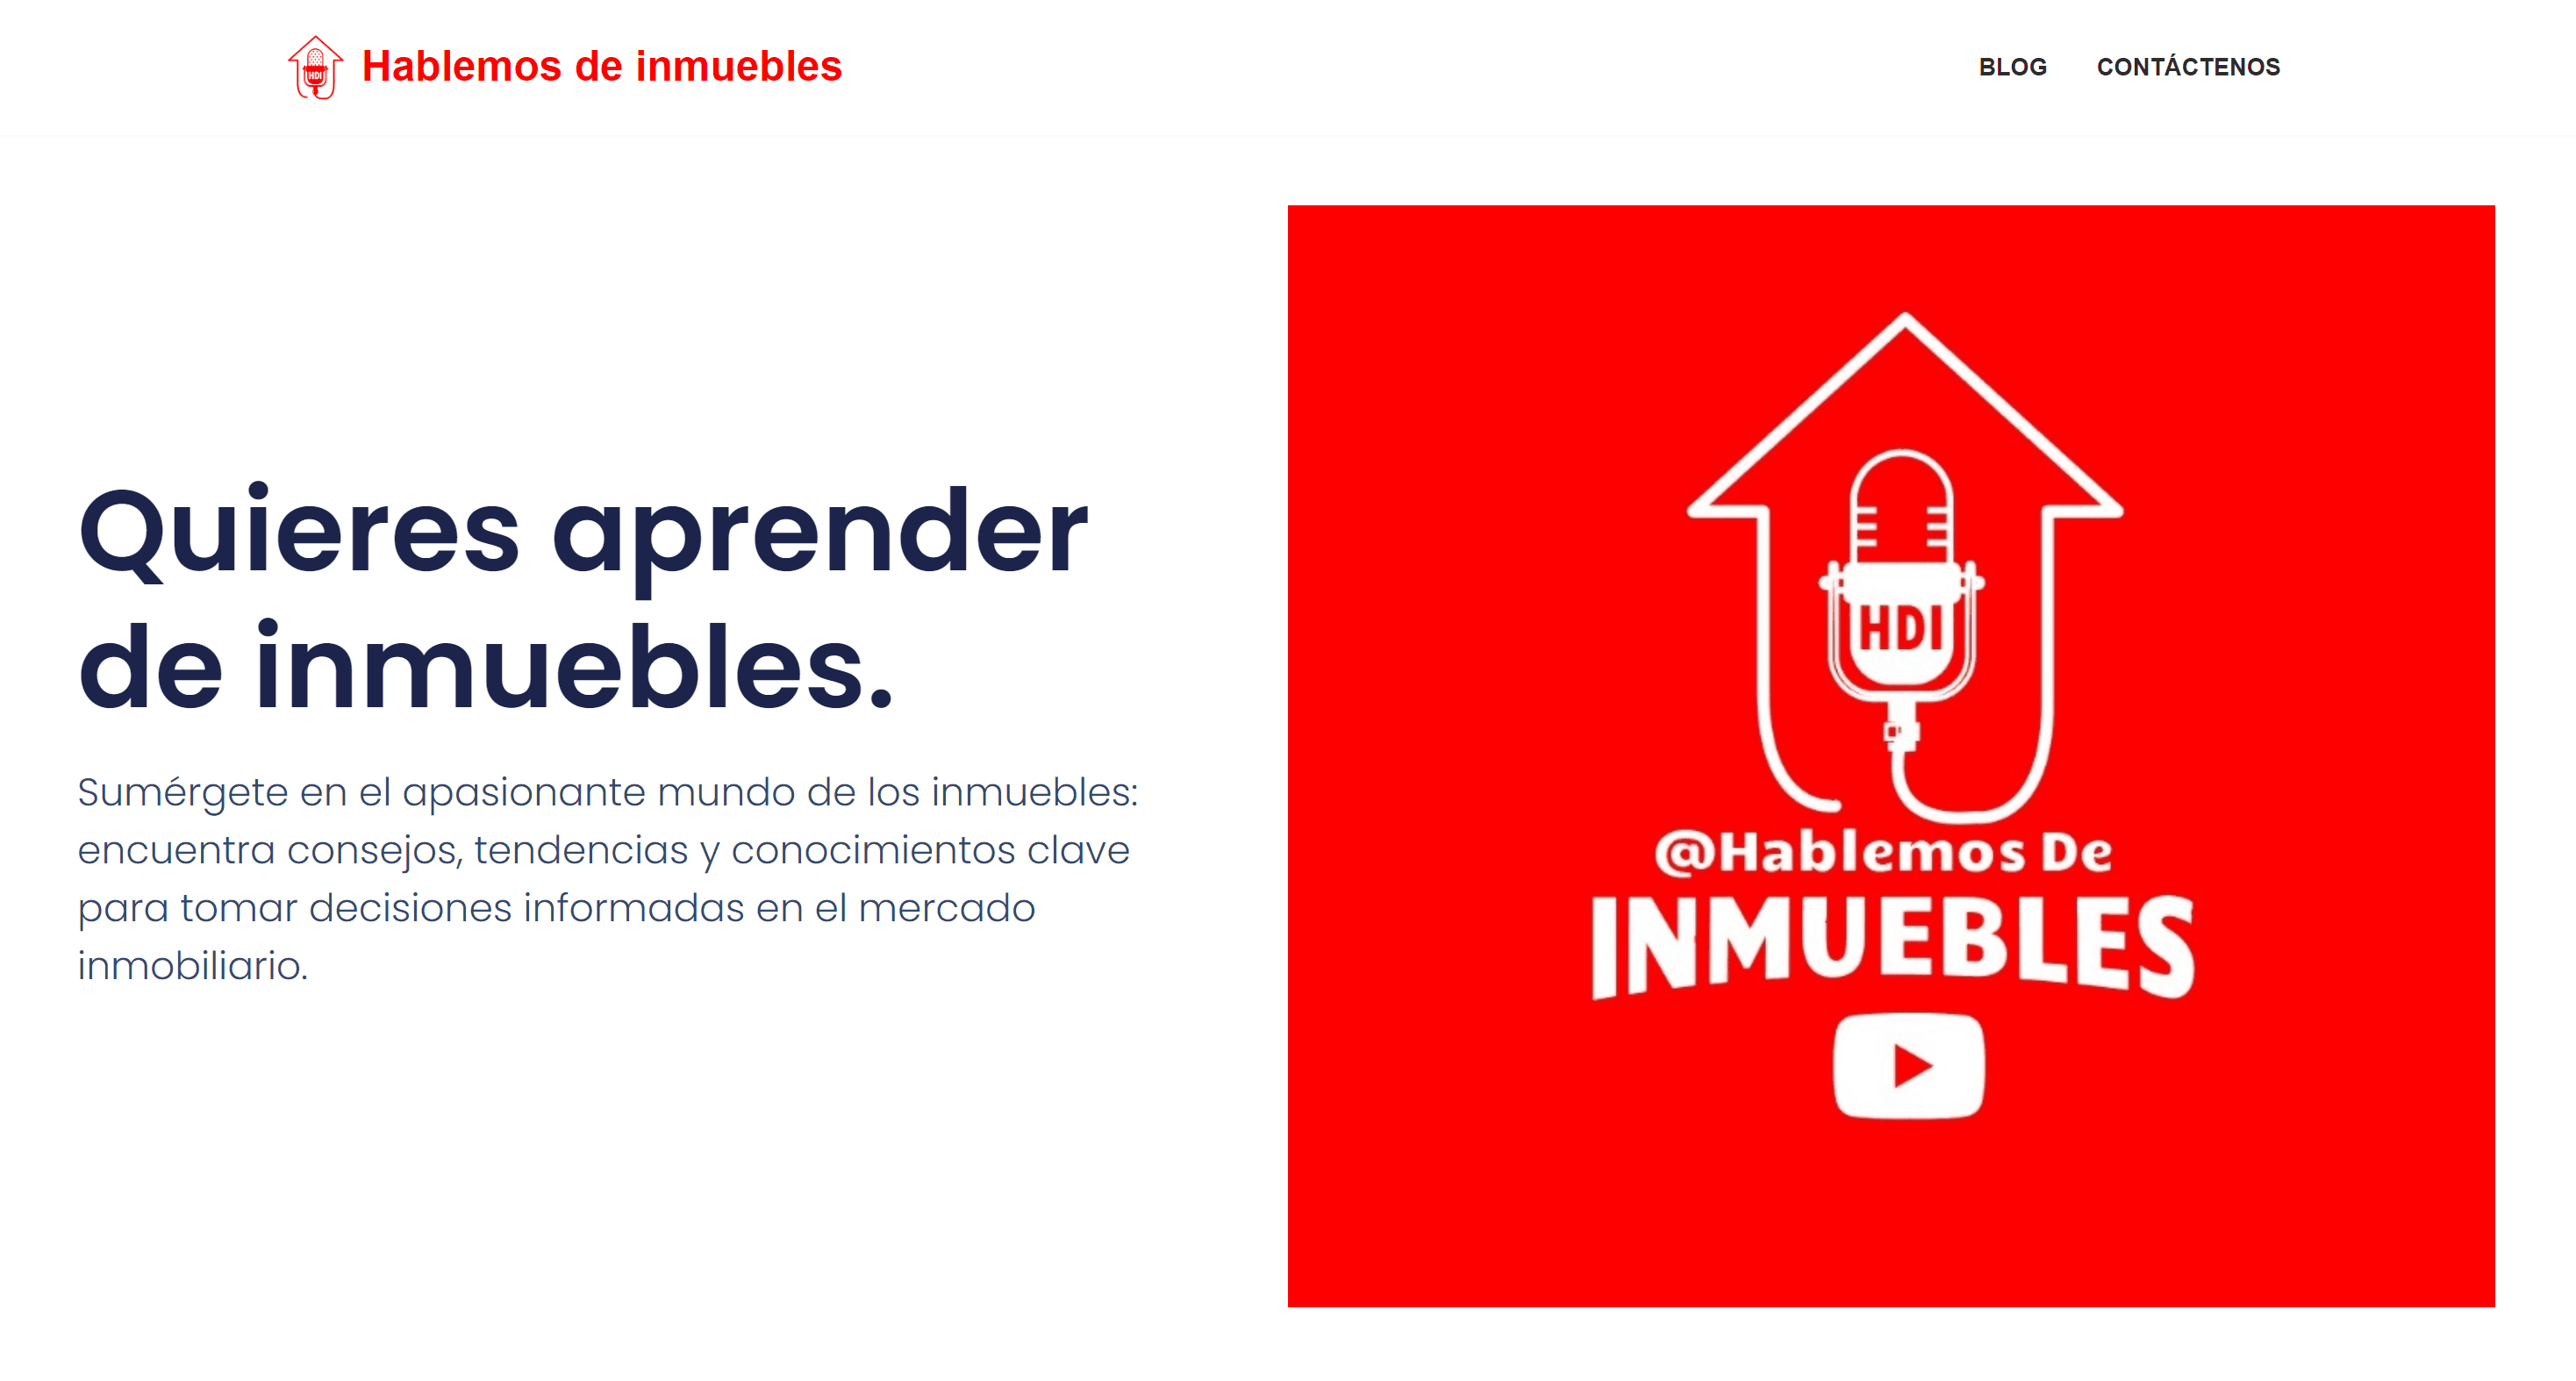 HDI
Hablemos de inmuebles
BLOG
CONTÁCTENOS
Quieres aprender
de inmuebles.
Sumérgete en el apasionante mundo de los inmuebles:
encuentra consejos, tendencias y conocimientos clave
para tomar decisiones informadas en el mercado
inmobiliario.
HDI
@Hablemos De
INMUEBLES